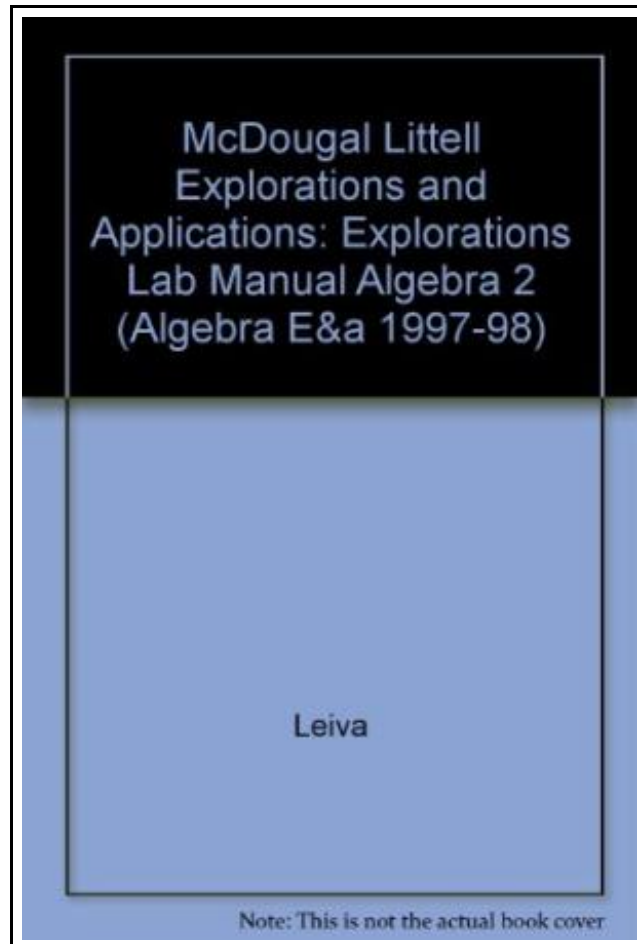 McDougal Littell
Explorations and
Applications: Explorations
Lab Manual Algebra 2
(Algebra E&a 1997-98)
Leiva
Note: This is not the actual book cover